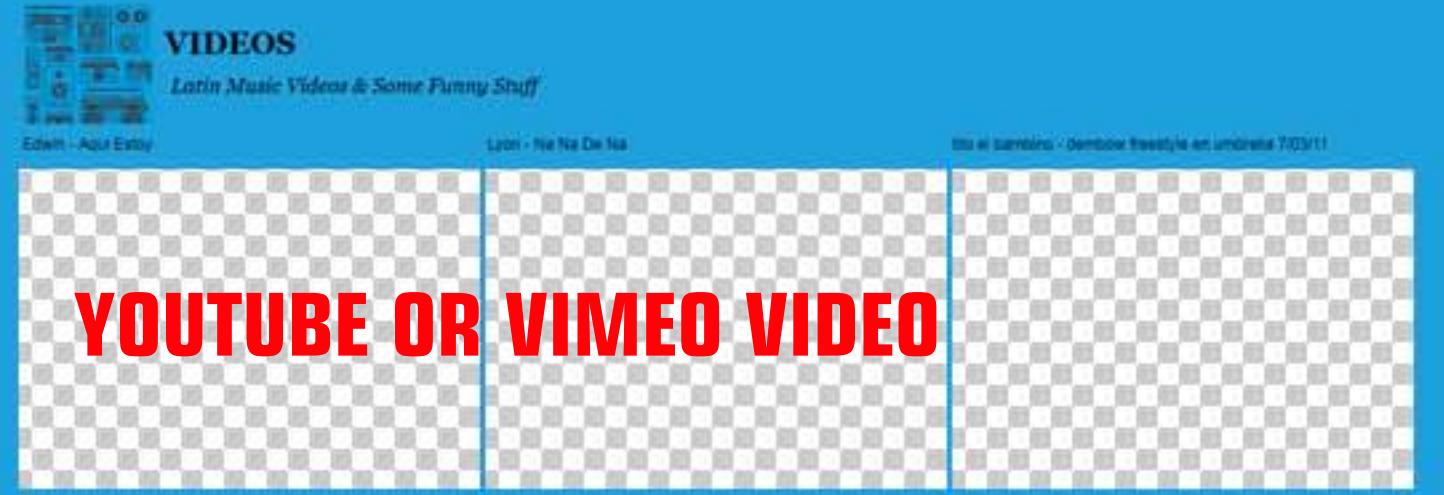 VIDEOS
Latin Music Videos & Some Funny Stuff
Edwin - Aqui Estoy
Lyon - Na Na De Na
tito el bambino - dembow freestyle en umbrella 7/03/11
YOUTUBE OR VIMEO VIDEO